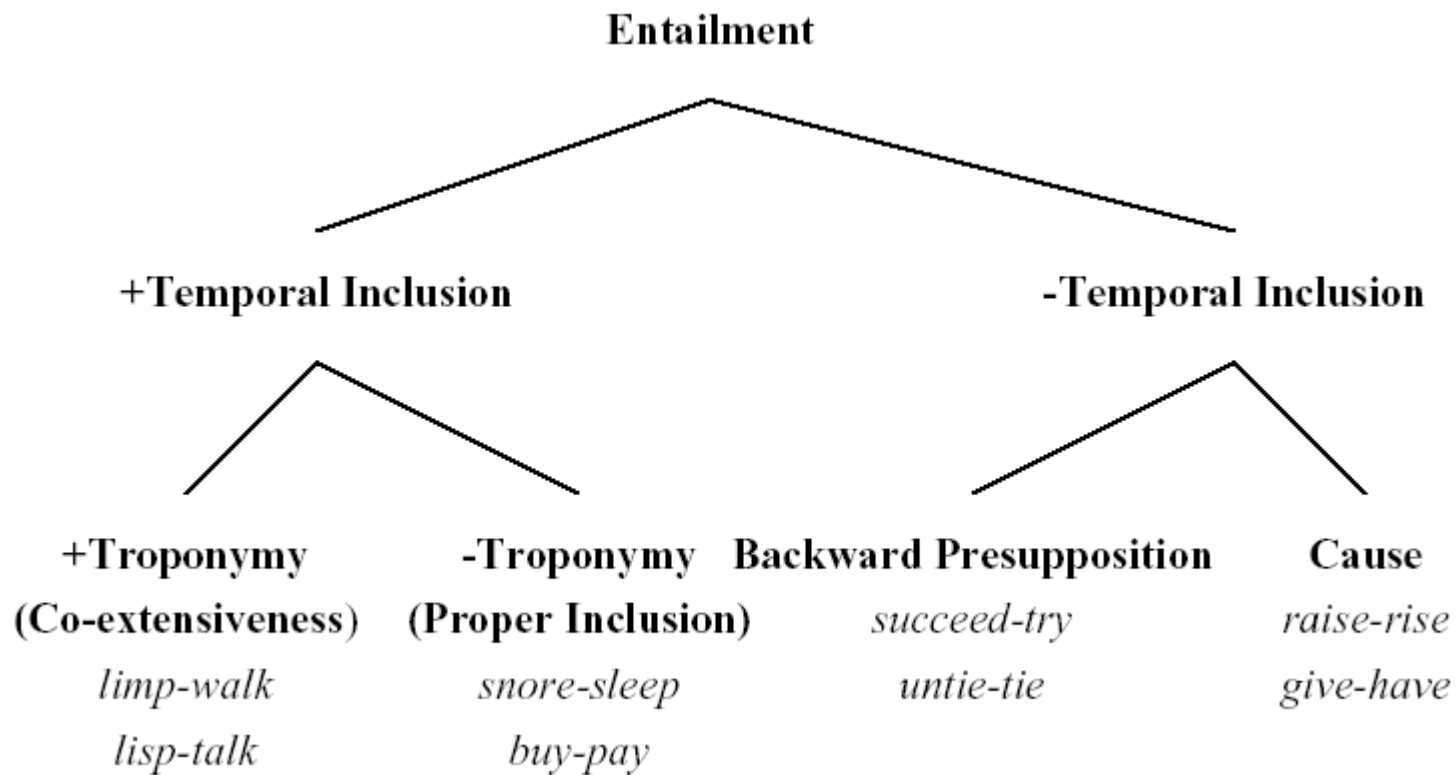 Entailment
+Temporal Inclusion -Temporal Inclusion
+Troponymy -Troponymy Backward Presupposition Cause
(Co-extensiveness) (Proper Inclusion) succeed-try raise-rise
limp-walk snore-sleep untie-tie give-have
lisp-talk buy-pay